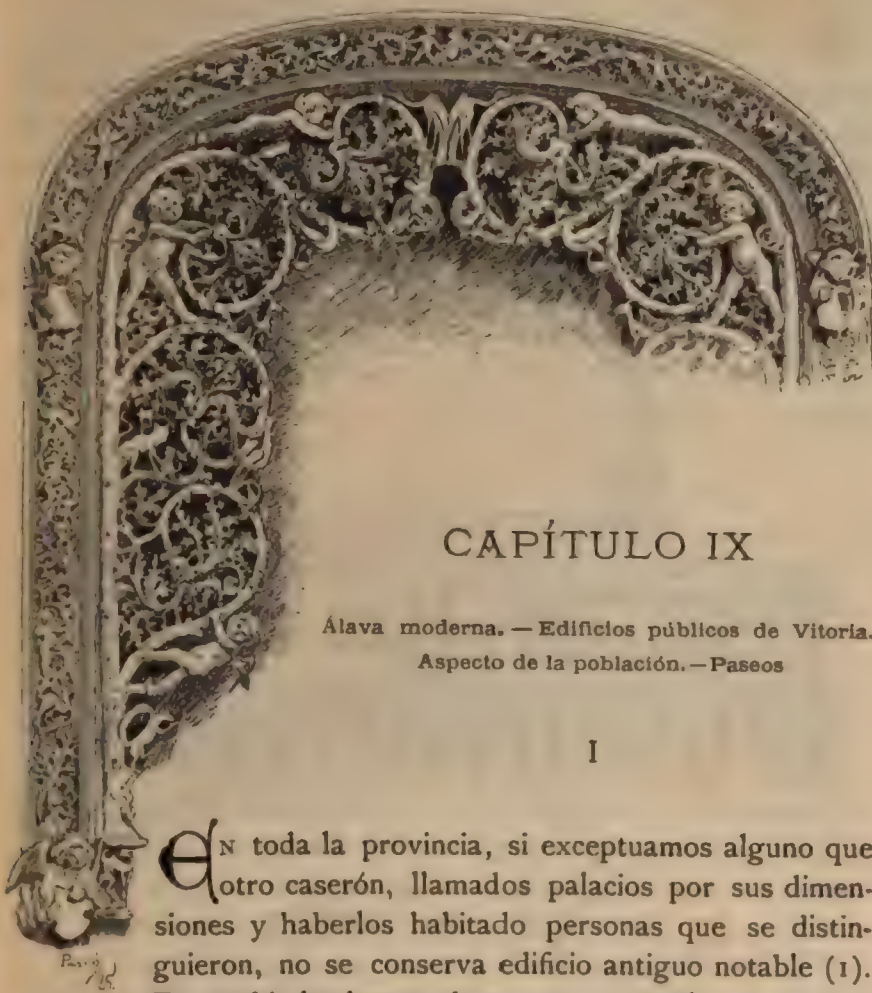 CAPÍTULO IX
Álava moderna. — Edificios públicos de Vitoria.
Aspecto de la población. — Paseos
I
EN toda la provincia, si exceptuamos alguno que
otro caserón, llamados palacios por sus dimen-
siones y haberlos habitado personas que se distin-
guieron, no se conserva edificio antiguo notable (1).